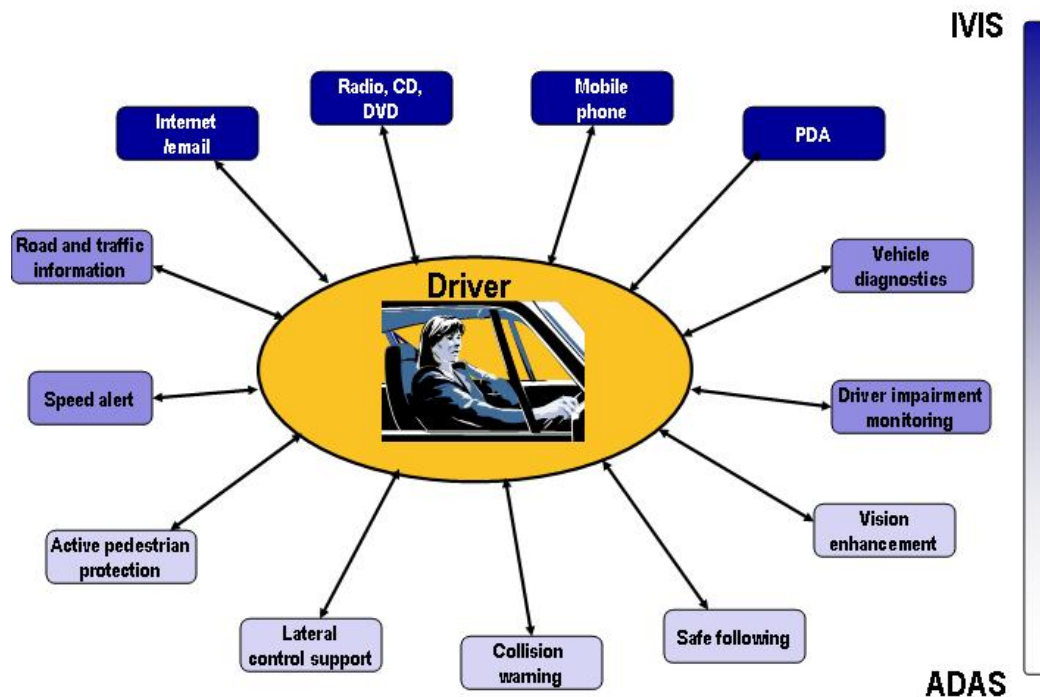 IVIS
Radio, CD,
DVD
Mobile
phone
Internet
/email
PDA
Road and traffic
information
Vehicle
diagnostics
Driver
Speed alert
Driver impairment
monitoring
Active pedestrian
protection
Vision
enhancement
Lateral
control support
Collision
warning
Safe following
ADAS